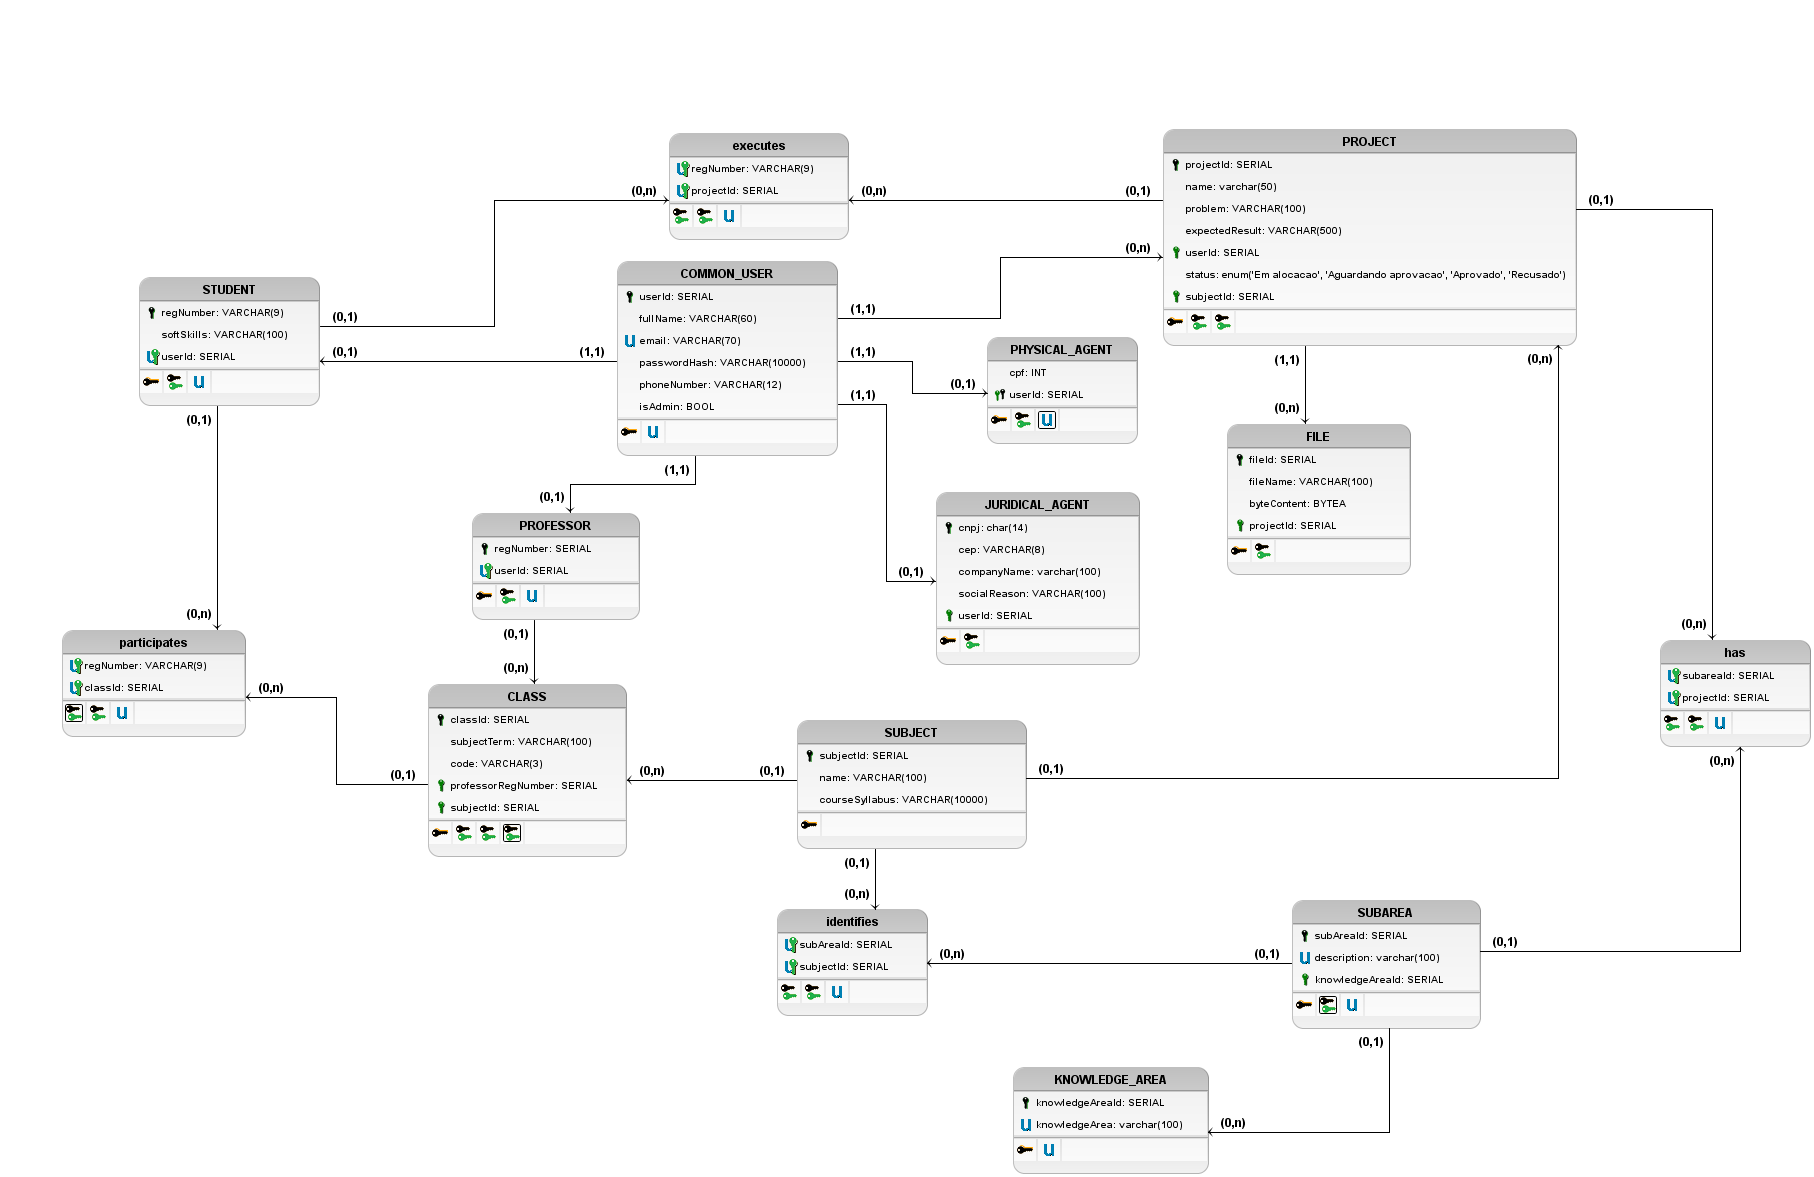 executes
regNumber: VARCHAR(9)
projectId: SERIAL
PROJECT
projectId: SERIAL
name: varchar(50)
problem: VARCHAR(100)
expectedResult: VARCHAR(500)
userId: SERIAL
status: enum('Em alocacao', 'Aguardando aprovacao', 'Aprovado', 'Recusado')
subjectId: SERIAL
(0,n)
(0,n)
(0,1)
(0,1)
(0,n)
STUDENT
regNumber: VARCHAR(9)
softSkills: VARCHAR(100)
userId: SERIAL
(0,1)
(0,1)
(1,1)
COMMON_USER
userId: SERIAL
fullName: VARCHAR(60)
email: VARCHAR(70)
passwordHash: VARCHAR(10000)
phoneNumber: VARCHAR(12)
isAdmin: BOOL
(1,1)
(1,1)
(1,1)
(0,1)
PHYSICAL_AGENT
cpf: INT
userId: SERIAL
(1,1)
(0,n)
(0,n)
FILE
fileId: SERIAL
fileName: VARCHAR(100)
byteContent: BYTEA
projectId: SERIAL
(0,1)
(1,1)
(0,1)
PROFESSOR
regNumber: SERIAL
userId: SERIAL
JURIDICAL_AGENT
cnpj: char(14)
cep: VARCHAR(8)
companyName: varchar(100)
socialReason: VARCHAR(100)
userId: SERIAL
(0,1)
(0,n)
participates
regNumber: VARCHAR(9)
classId: SERIAL
(0,1)
(0,n)
(0,n)
(0,1)
CLASS
classId: SERIAL
subjectTerm: VARCHAR(100)
code: VARCHAR(3)
professorRegNumber: SERIAL
subjectId: SERIAL
(0,n)
(0,1)
SUBJECT
subjectId: SERIAL
name: VARCHAR(100)
courseSyllabus: VARCHAR(10000)
(0,1)
(0,n)
has
subareaId: SERIAL
projectId: SERIAL
(0,n)
(0,1)
(0,n)
identifies
subAreaId: SERIAL
subjectId: SERIAL
(0,n)
(0,1)
SUBAREA
subAreaId: SERIAL
description: varchar(100)
knowledgeAreaId: SERIAL
(0,1)
(0,1)
KNOWLEDGE_AREA
knowledgeAreaId: SERIAL
knowledgeArea: varchar(100)
(0,n)